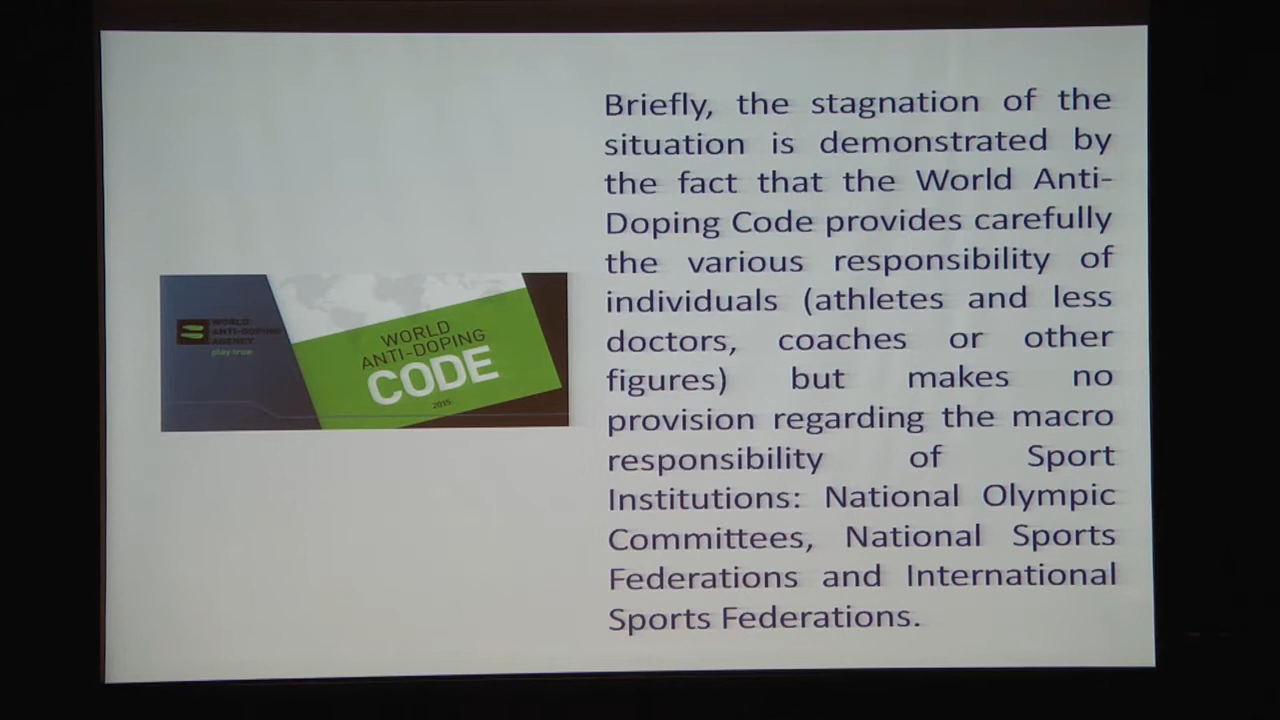 Briefly, the stagnation of the
situation is demonstrated by
the fact that the World Anti-
Doping Code provides carefully
the various responsibility of
individuals (athletes and less
doctors, coaches or other
figures) but makes no
provision regarding the macro
responsibility of Sport
Institutions: National Olympic
Committees, National Sports
Federations and International
Sports Federations.
WORLD
ANTI-DOPING
AGENCY
play true
WORLD
ANTI-DOPING
CODE
2015